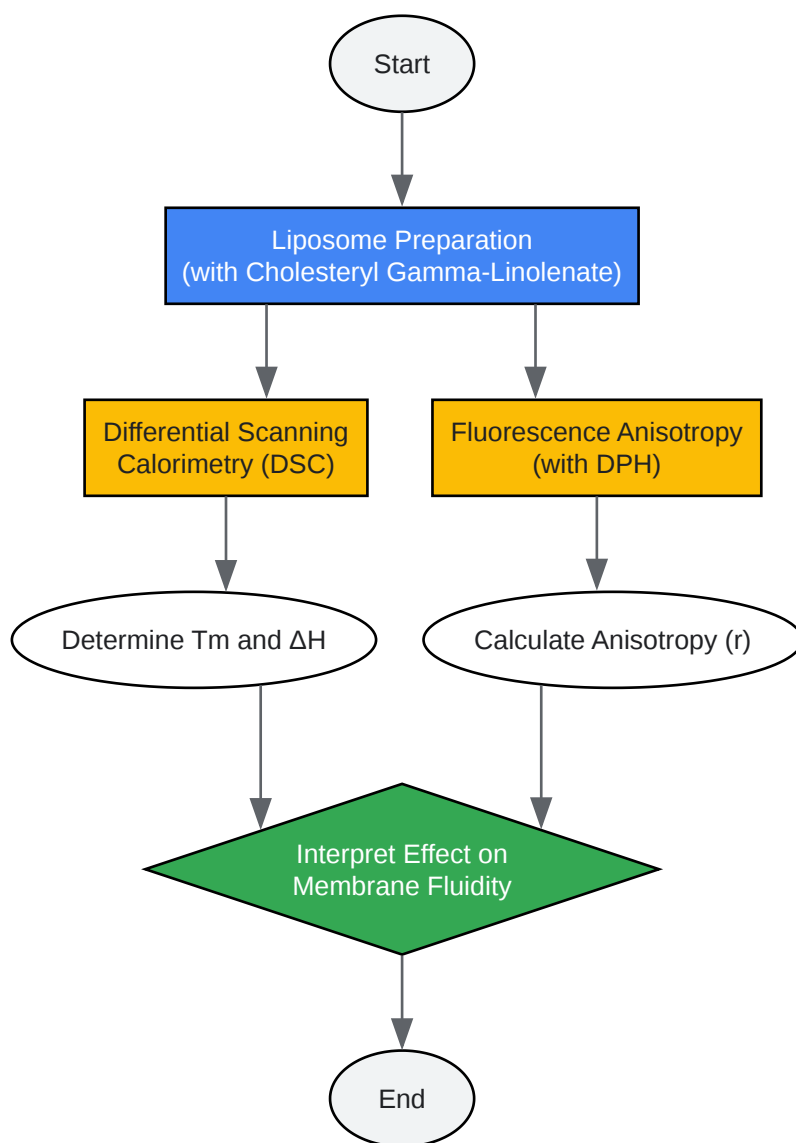 Start
Liposome Preparation
(with Cholesteryl Gamma-Linolenate)
Differential Scanning
Calorimetry (DSC)
Fluorescence Anisotropy
(with DPH)
Determine Tm and ΔH
Calculate Anisotropy (r)
Interpret Effect on
Membrane Fluidity
End